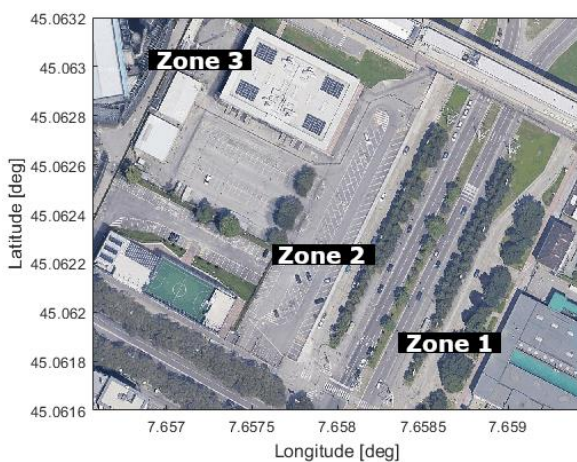 45.0632
45.063
45.0628
45.0626
45.0624
45.0622
45.062
45.0618
45.0616
Latitude [deg]
Zone 3
Zone 2
Zone 1
7.657
7.6575
7.658
7.6585
7.659
Longitude [deg]